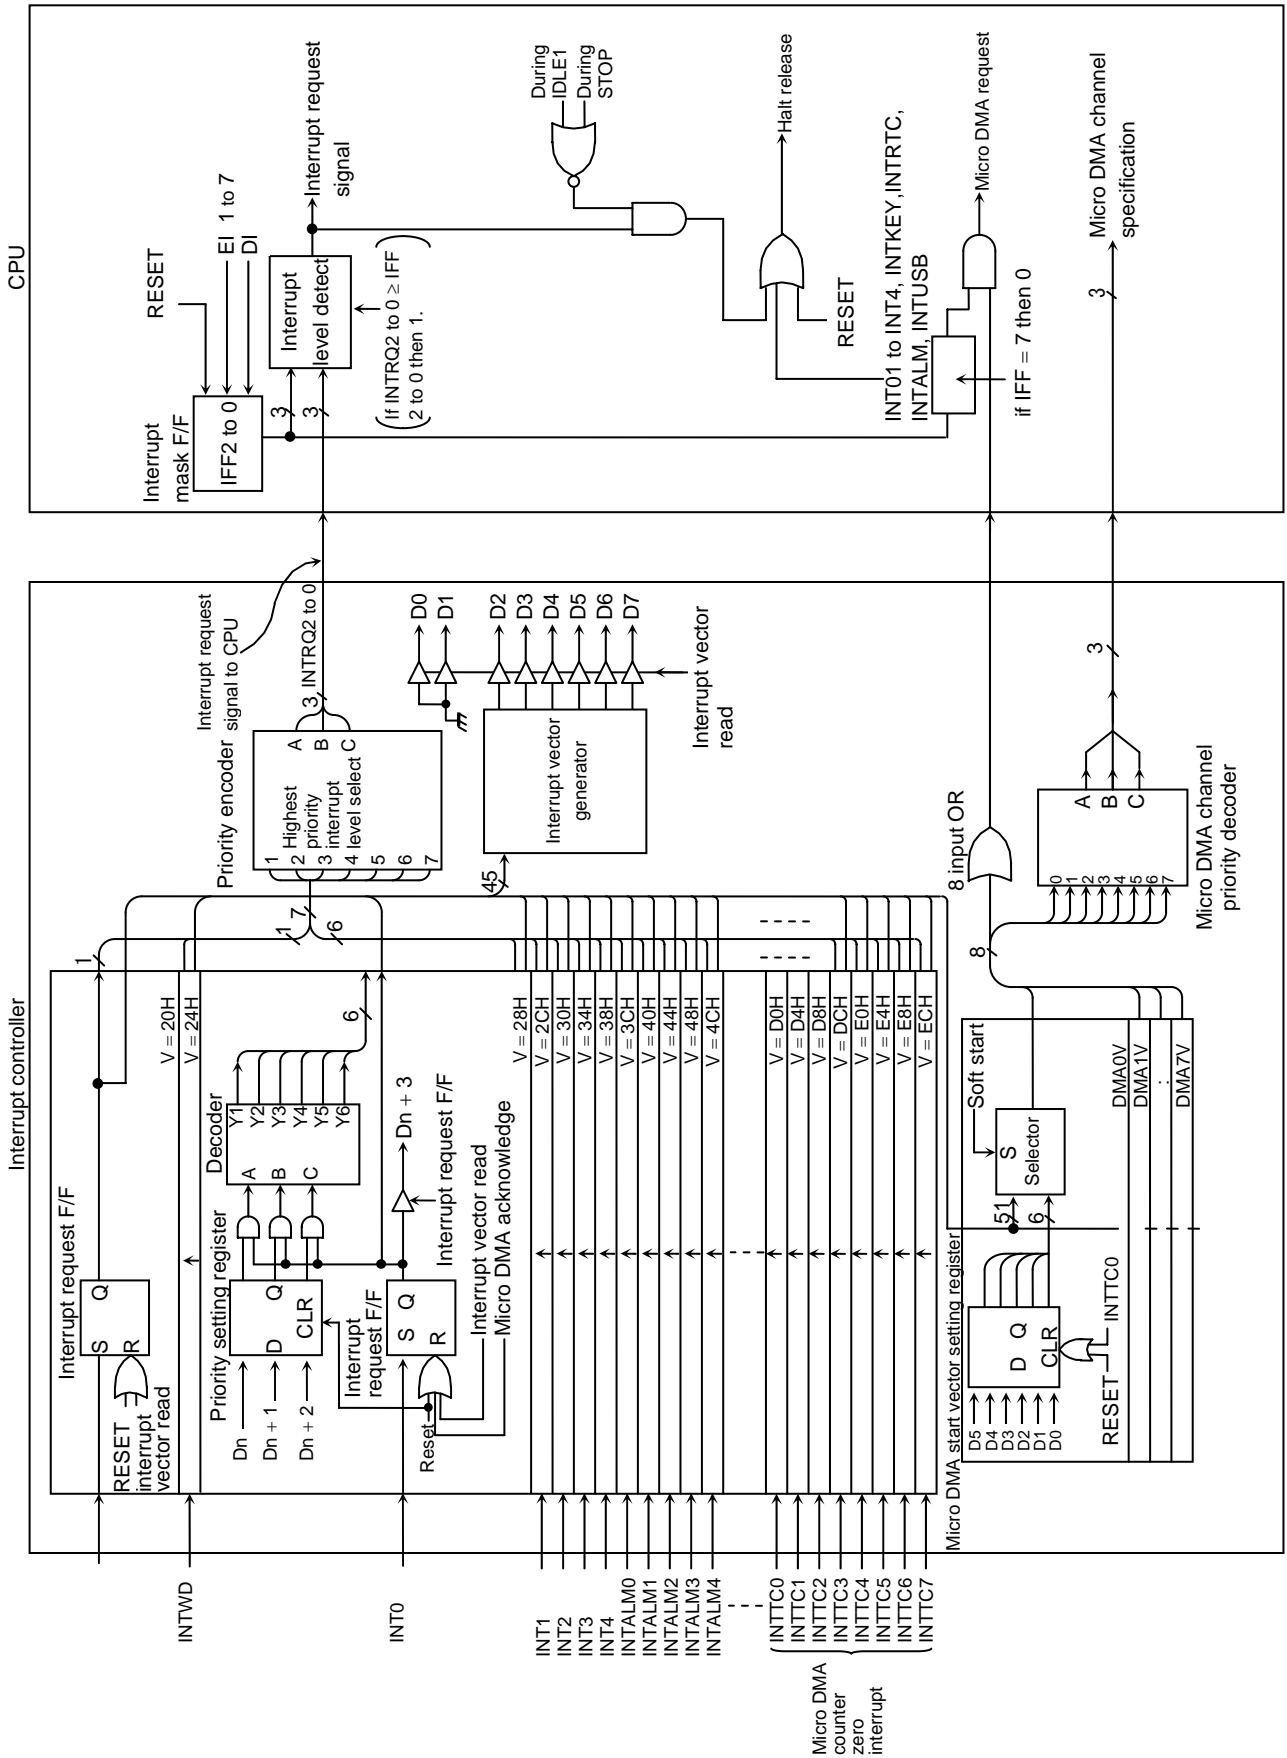 Interrupt controller
CPU
Interrupt request F/F
S Q
R
RESET
interrupt
vector read
1
V = 20H
V = 24H
INTWD
Priority setting register
Dn
Dn + 1
Dn + 2
D Q
CLR
Decoder
A
B
C
Y1
Y2
Y3
Y4
Y5
Y6
6
Interrupt
request F/F
INT0
S Q
R
Reset
Dn + 3
Interrupt request F/F
Interrupt vector read
Micro DMA acknowledge
1
7
6
Priority encoder
1
2
3
4
5
6
7
Highest
priority
interrupt
level select
A
B
C
3
INTRQ2 to 0
Interrupt request
signal to CPU
45
Interrupt vector
generator
D0
D1
D2
D3
D4
D5
D6
D7
Interrupt vector
read
INT1
INT2
INT3
INT4
INTALM0
INTALM1
INTALM2
INTALM3
INTALM4
V = 28H
V = 2CH
V = 30H
V = 34H
V = 38H
V = 3CH
V = 40H
V = 44H
V = 48H
V = 4CH
INTTC0
INTTC1
INTTC2
INTTC3
INTTC4
INTTC5
INTTC6
INTTC7
V = D0H
V = D4H
V = D8H
V = DCH
V = E0H
V = E4H
V = E8H
V = ECH
Micro DMA
counter
zero
interrupt
Micro DMA start vector setting register
D5
D4
D3
D2
D1
D0
D Q
CLR
RESET
INTTC0
51
6
Soft start
S
Selector
DMA0V
DMA1V
:
DMA7V
8
8 input OR
0
1
2
3
4
5
6
7
A
B
C
Micro DMA channel
priority decoder
3
Interrupt
mask F/F
IFF2 to 0
RESET
EI 1 to 7
DI
3
3
Interrupt
level detect
If INTRQ2 to 0 ≥ IFF
2 to 0 then 1.
Interrupt request
signal
During
IDLE1
During
STOP
Halt release
RESET
INT01 to INT4, INTKEY,INTRTC,
INTALM, INTUSB
if IFF = 7 then 0
Micro DMA request
3
Micro DMA channel
specification